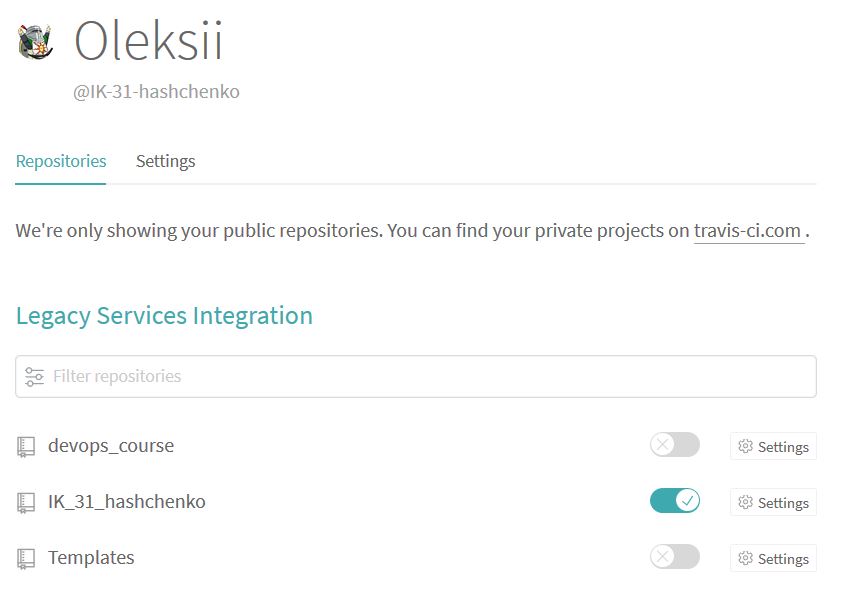 Oleksii
@IK-31-hashchenko
Repositories Settings
We're only showing your public repositories. You can find your private projects on travis-ci.com .
Legacy Services Integration
Filter repositories
devops_course Settings
IK_31_hashchenko Settings
Templates Settings